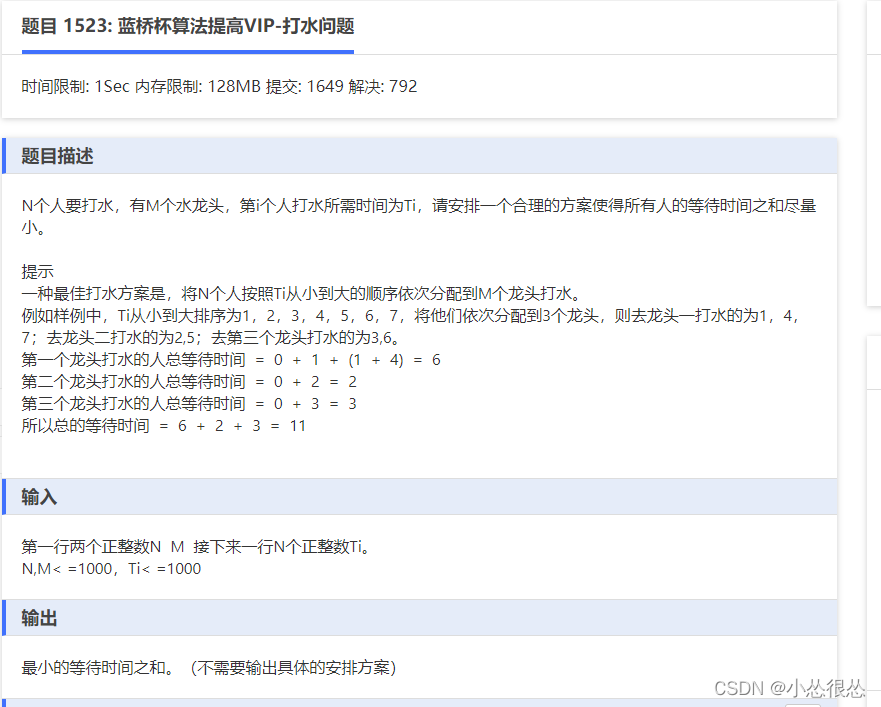 题目 1523: 蓝桥杯算法提高VIP-打水问题
时间限制: 1Sec 内存限制: 128MB 提交: 1649 解决: 792
题目描述
N个人要打水，有M个水龙头，第i个人打水所需时间为Ti，请安排一个合理的方案使得所有人的等待时间之和尽量
小。
提示
一种最佳打水方案是，将N个人按照Ti从小到大的顺序依次分配到M个龙头打水。
例如样例中，Ti从小到大排序为1，2，3，4，5，6，7，将他们依次分配到3个龙头，则去龙头一打水的为1，4，
7；去龙头二打水的为2,5；去第三个龙头打水的为3,6。
第一个龙头打水的人总等待时间 = 0 + 1 + (1 + 4) = 6
第二个龙头打水的人总等待时间 = 0 + 2 = 2
第三个龙头打水的人总等待时间 = 0 + 3 = 3
所以总的等待时间 = 6 + 2 + 3 = 11
输入
第一行两个正整数N M 接下来一行N个正整数Ti。
N,M< =1000，Ti< =1000
输出
最小的等待时间之和。（不需要输出具体的安排方案）
CSDN @小怂很怂